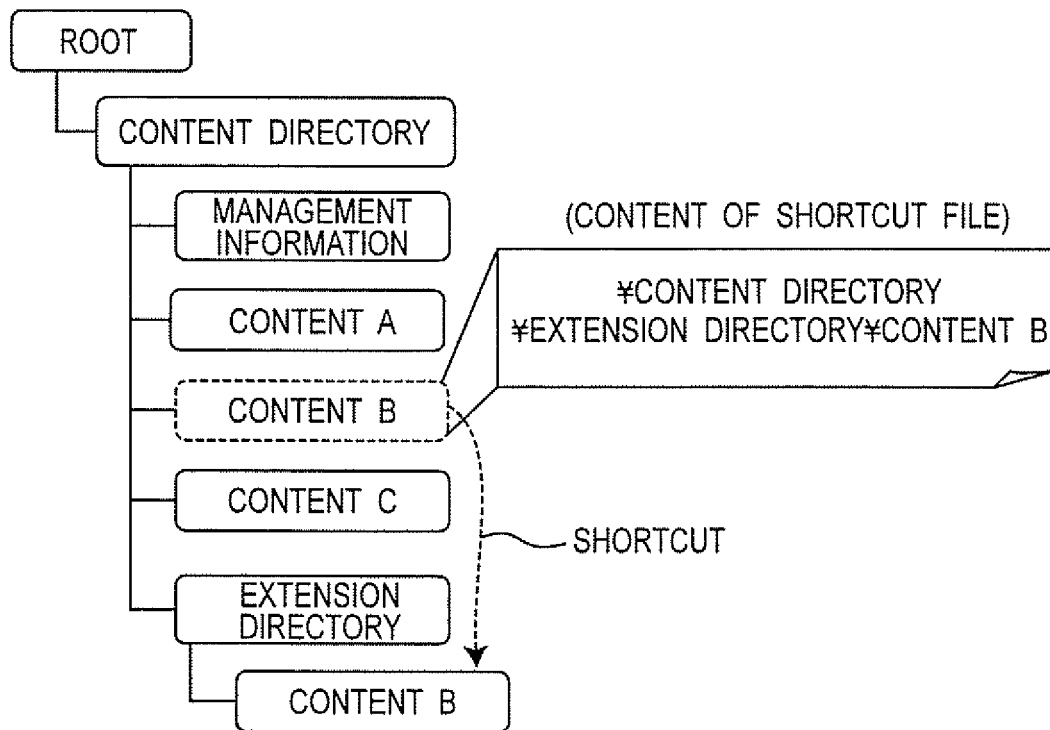 ROOT
CONTENT DIRECTORY
MANAGEMENT
INFORMATION
(CONTENT OF SHORTCUT FILE)
¥CONTENT DIRECTORY
¥EXTENSION DIRECTORY¥CONTENT B
CONTENT A
CONTENT B
CONTENT C
SHORTCUT
EXTENSION
DIRECTORY
CONTENT B